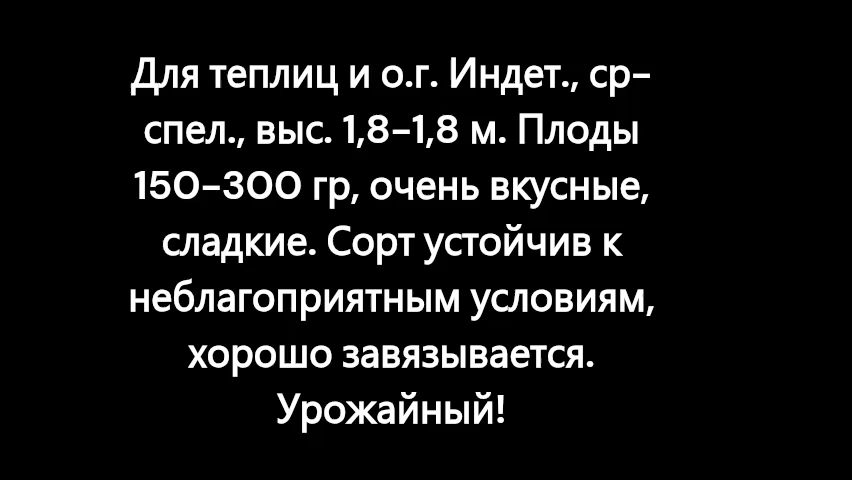 Для теплиц и о.г. Индет., ср-
спел., выс. 1,8-1,8 м. Плоды
150-300 гр, очень вкусные,
сладкие. Сорт устойчив к
неблагоприятным условиям,
хорошо завязывается.
Урожайный!